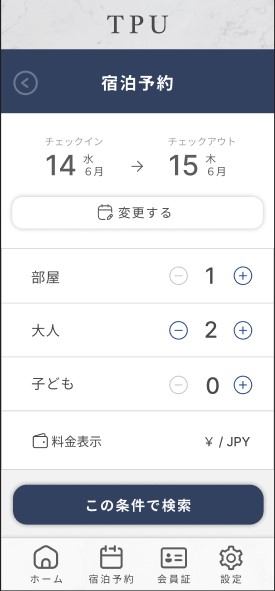 TPU
宿泊予約
チェックイン
チェックアウト
14 水 6月 → 15 木 6月
変更する
部屋 1
大人 2
子ども 0
料金表示 ¥ / JPY
この条件で検索
ホーム 宿泊予約 会員証 設定